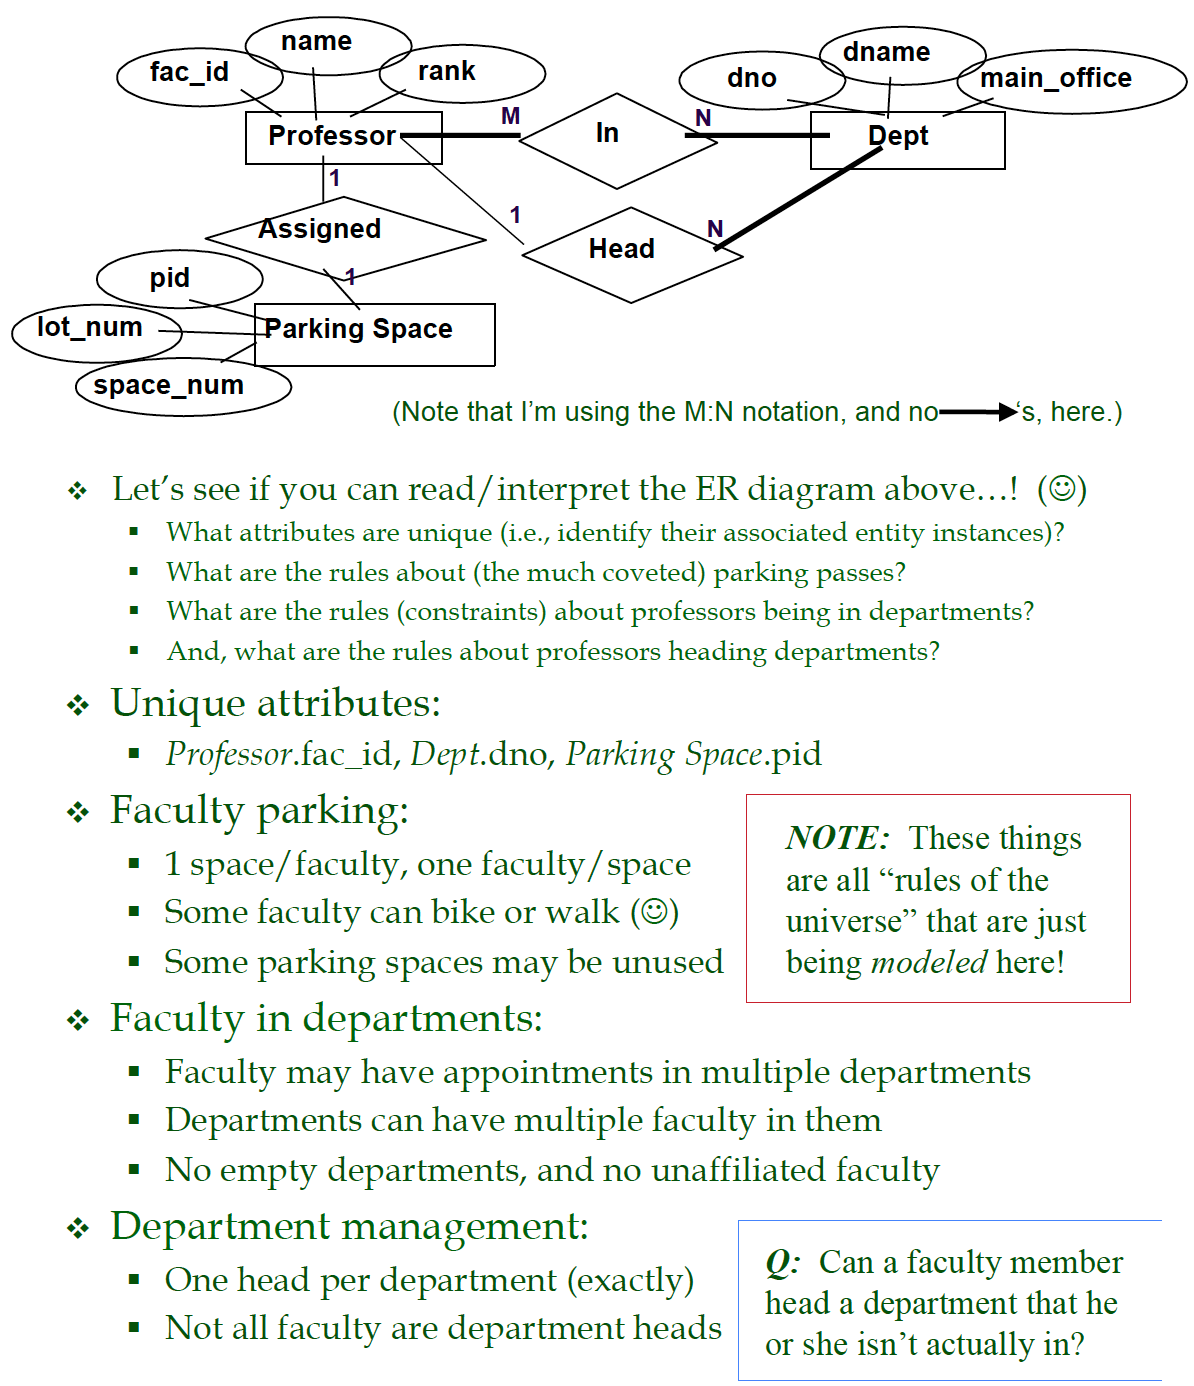 name
fac_id
rank
dname
dno
main_office
Professor
M
In
N
Dept
1
1
Assigned
Head
N
1
pid
lot_num
Parking Space
space_num
(Note that I'm using the M:N notation, and no ‘s, here.)
Let's see if you can read/interpret the ER diagram above…! (☺)
What attributes are unique (i.e., identify their associated entity instances)?
What are the rules about (the much coveted) parking passes?
What are the rules (constraints) about professors being in departments?
And, what are the rules about professors heading departments?
Unique attributes:
Professor.fac_id, Dept.dno, Parking Space.pid
Faculty parking:
1 space/faculty, one faculty/space
Some faculty can bike or walk (☺)
Some parking spaces may be unused
NOTE: These things
are all “rules of the
universe” that are just
being modeled here!
Faculty in departments:
Faculty may have appointments in multiple departments
Departments can have multiple faculty in them
No empty departments, and no unaffiliated faculty
Department management:
One head per department (exactly)
Not all faculty are department heads
Q: Can a faculty member
head a department that he
or she isn't actually in?